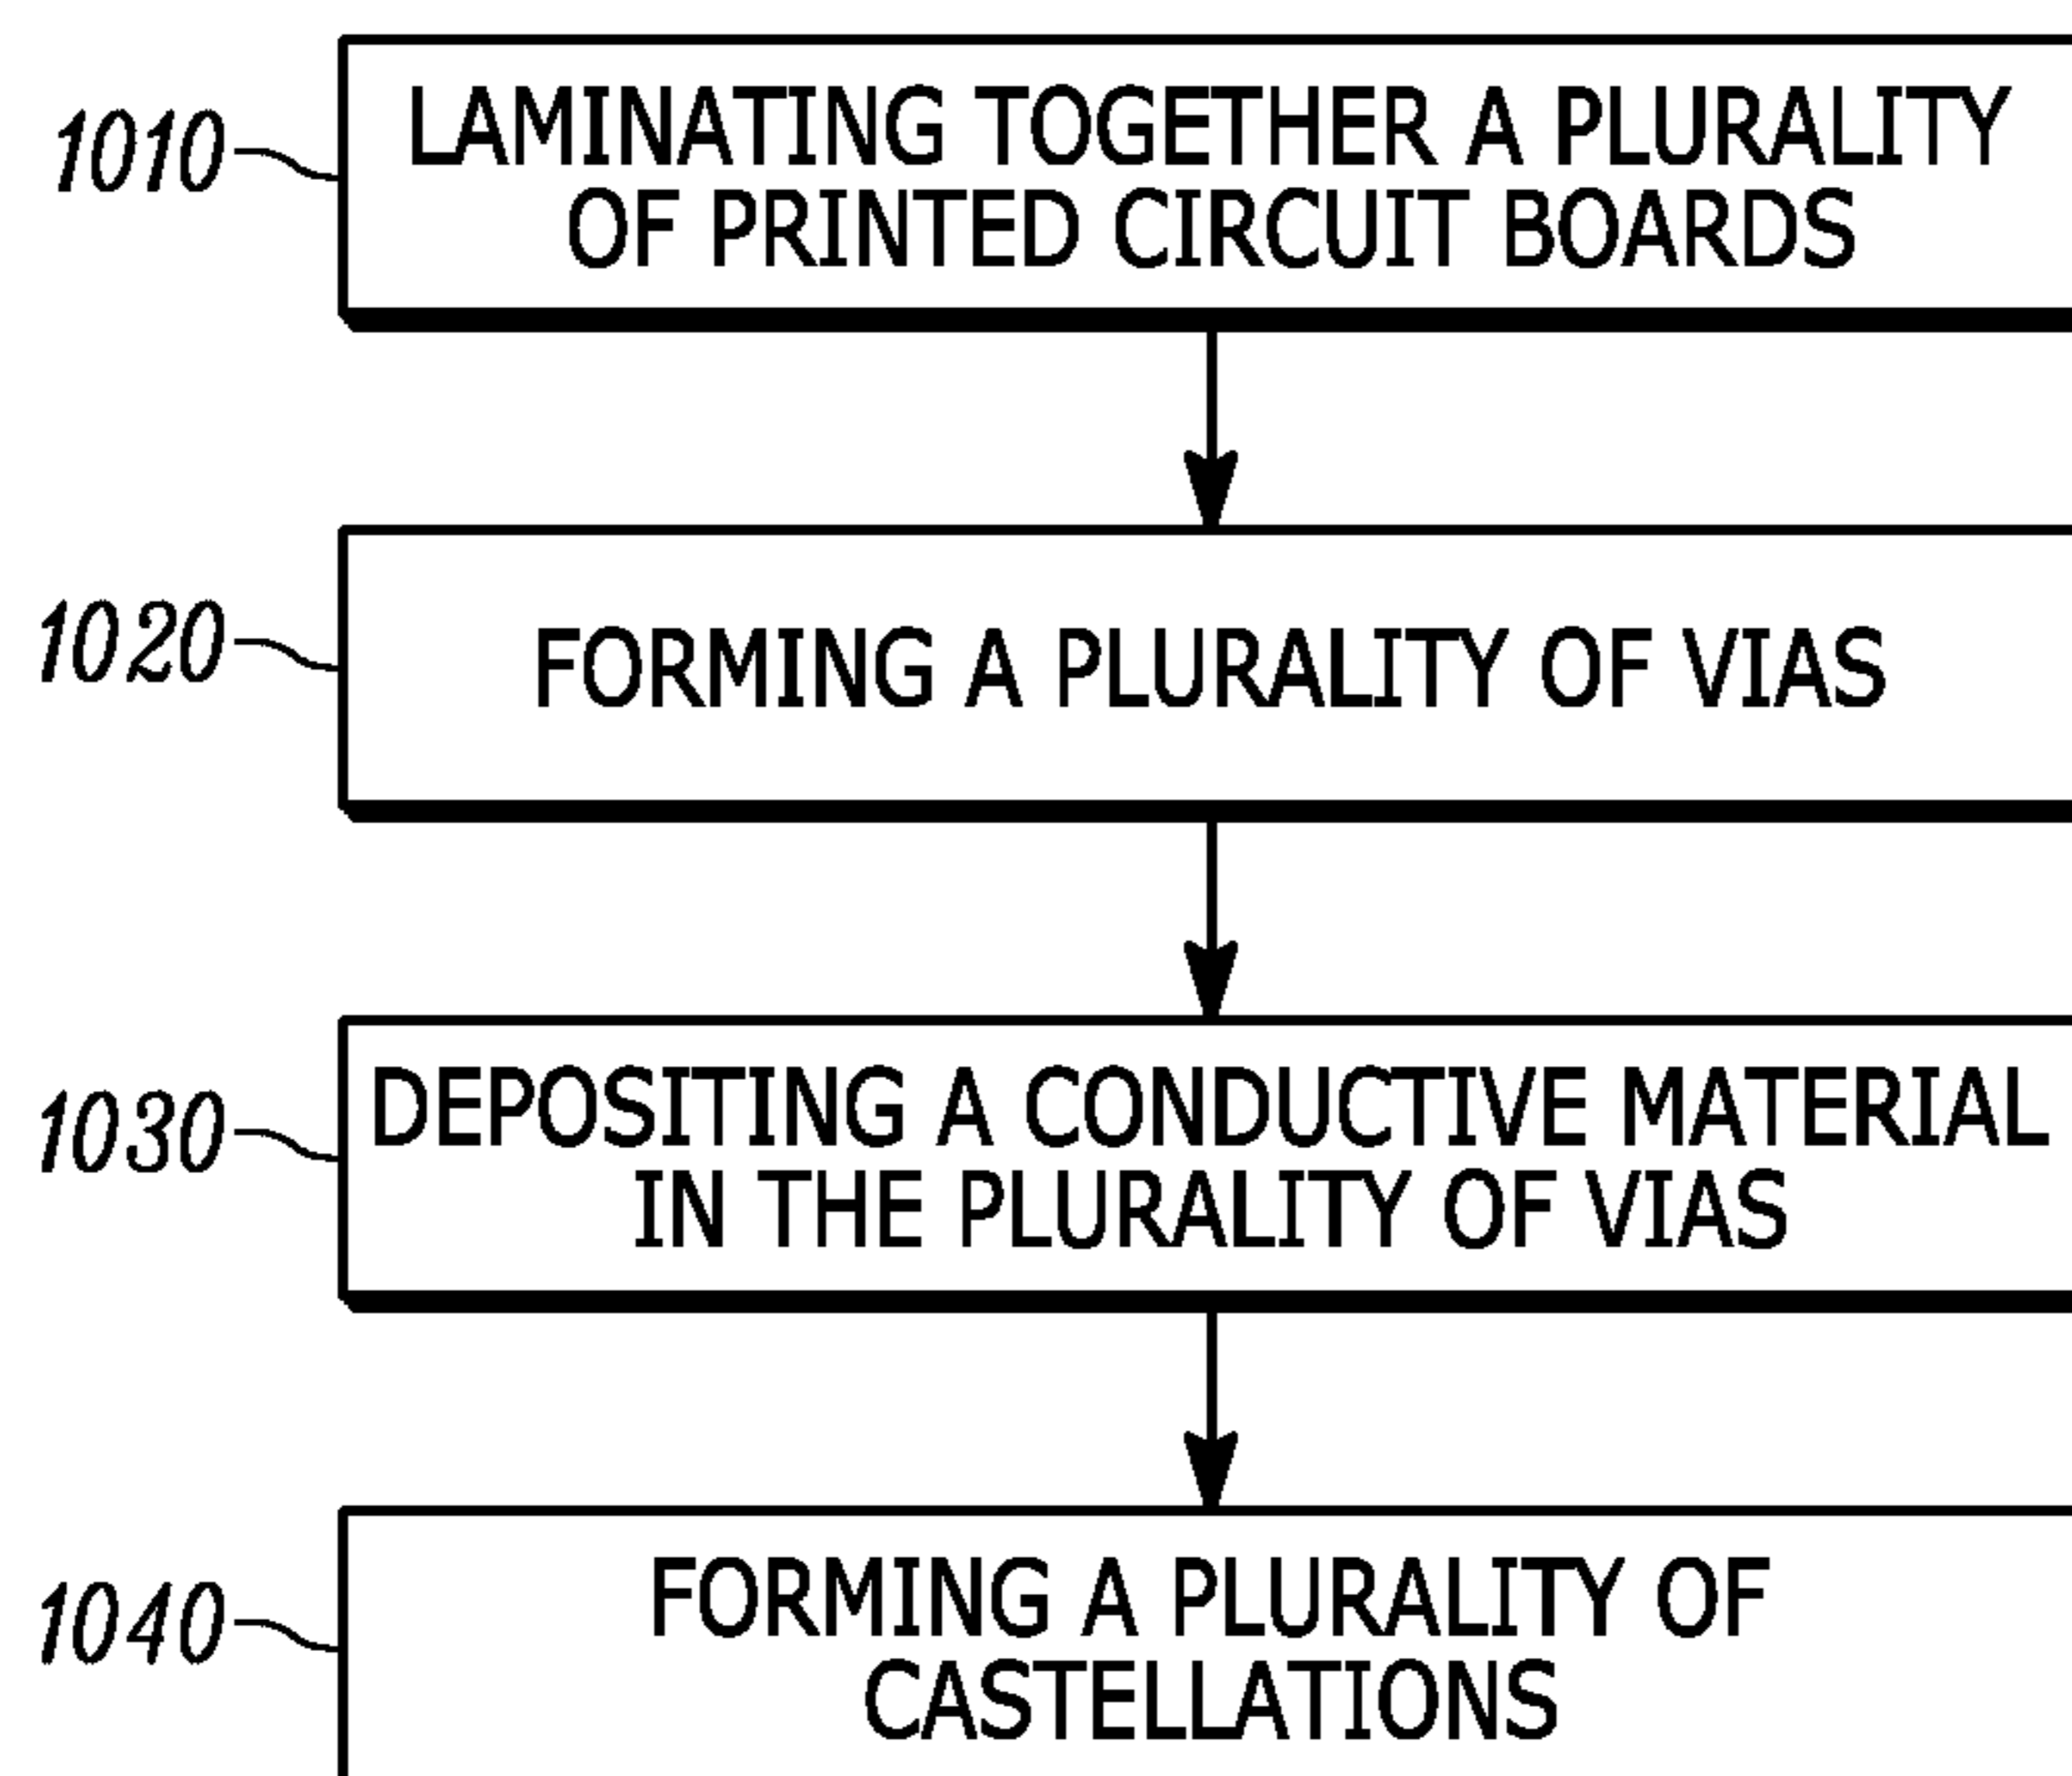 1010
LAMINATING TOGETHER A PLURALITY
OF PRINTED CIRCUIT BOARDS
1020
FORMING A PLURALITY OF VIAS
1030
DEPOSITING A CONDUCTIVE MATERIAL
IN THE PLURALITY OF VIAS
1040
FORMING A PLURALITY OF
CASTELLATIONS